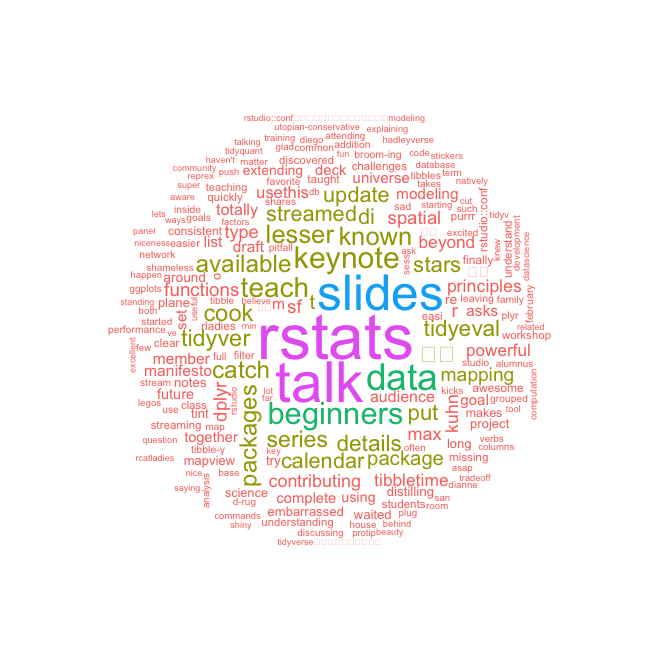 rstudio::conf□□□□□□□□□□□□□□modeling
utopian-conservative explaining
talking training diego attending hadleyverse
tidyquant glad common addition code stickers
haven't matter discovered fun broom-ing database
community push extending deck challenges term
reprex favorite taught universe tibbles natively
super teaching usethis db sad starting takes cut such
aware quickly shares update modeling purrr tidy<
lets inside totally streamed di spatial rstudio::conf
ways goals factors
panel consistent type lesser known □□ beyond excited knew
niceness easier list draft pitfall keynote sess ask finally understand development datascience
network around available stars □□
shameless
happen plane functions o teach □□ m sf slides principles
ggplots tibble t re leaving family february
standing both set useful cook believe r asks plyr
performance started ve rladies min rstats easi tidyeval related
clear tidyver workshop
excellent few member full filter talk □□ powerful studio alumnus
manifesto catch data mapping kicks awesome
stream notes dplyr rstudio lot far audience goal grouped
legos future beginners put kuhn makes tool computation
use class tint packages project
streaming map series details max verbs
question together key often long columns
rcatladies tibble-y mapview try calendar package missing
nice base asap
saying analysis science contributing tibbletime tradeoff
d-rug complete using distilling dianne
commands embarrassed waited students san room
shiny understanding house behind plug
discussing protip beauty
tidyverse□□□□□□□□□□